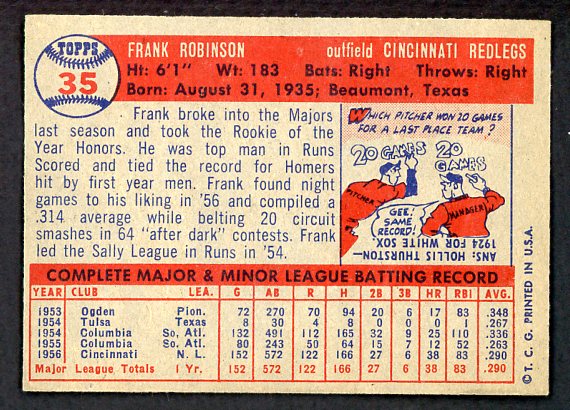 TOPPS
35
FRANK ROBINSON outfield CINCINNATI REDLEGS
Ht: 6'1" Wt: 183 Bats: Right Throws: Right
Born: August 31, 1935; Beaumont, Texas
Frank broke into the Majors
last season and took the Rookie of the
Year Honors. He was top man in Runs
Scored and tied the record for Homers
hit by first year men. Frank found night
games to his liking in '56 and compiled a
.314 average while belting 20 circuit
smashes in 64 "after dark" contests. Frank
led the Sally League in Runs in '54.
WHICH PITCHER WON 20 GAMES
FOR A LAST PLACE TEAM?
20 GAMES
20 GAMES
PITCHER
GEE!
SAME
RECORD!
MANAGER
ANS: HOLLIS THURSTON—
1924 FOR WHITE SOX
COMPLETE MAJOR & MINOR LEAGUE BATTING RECORD
YEAR CLUB LEA. G AB R H 2B 3B HR RBI AVG.
1953 Ogden Pion. 72 270 70 94 20 6 17 83 .348
1954 Tulsa Texas 8 30 4 8 0 0 0 1 .267
1954 Columbia So. Atl. 132 491 112 165 32 9 25 110 .336
1955 Columbia So. Atl. 80 243 50 64 15 7 12 52 .263
1956 Cincinnati N. L. 152 572 122 166 27 6 38 83 .290
Major League Totals 1 Yr. 152 572 122 166 27 6 38 83 .290
© T. C. G. PRINTED IN U.S.A.